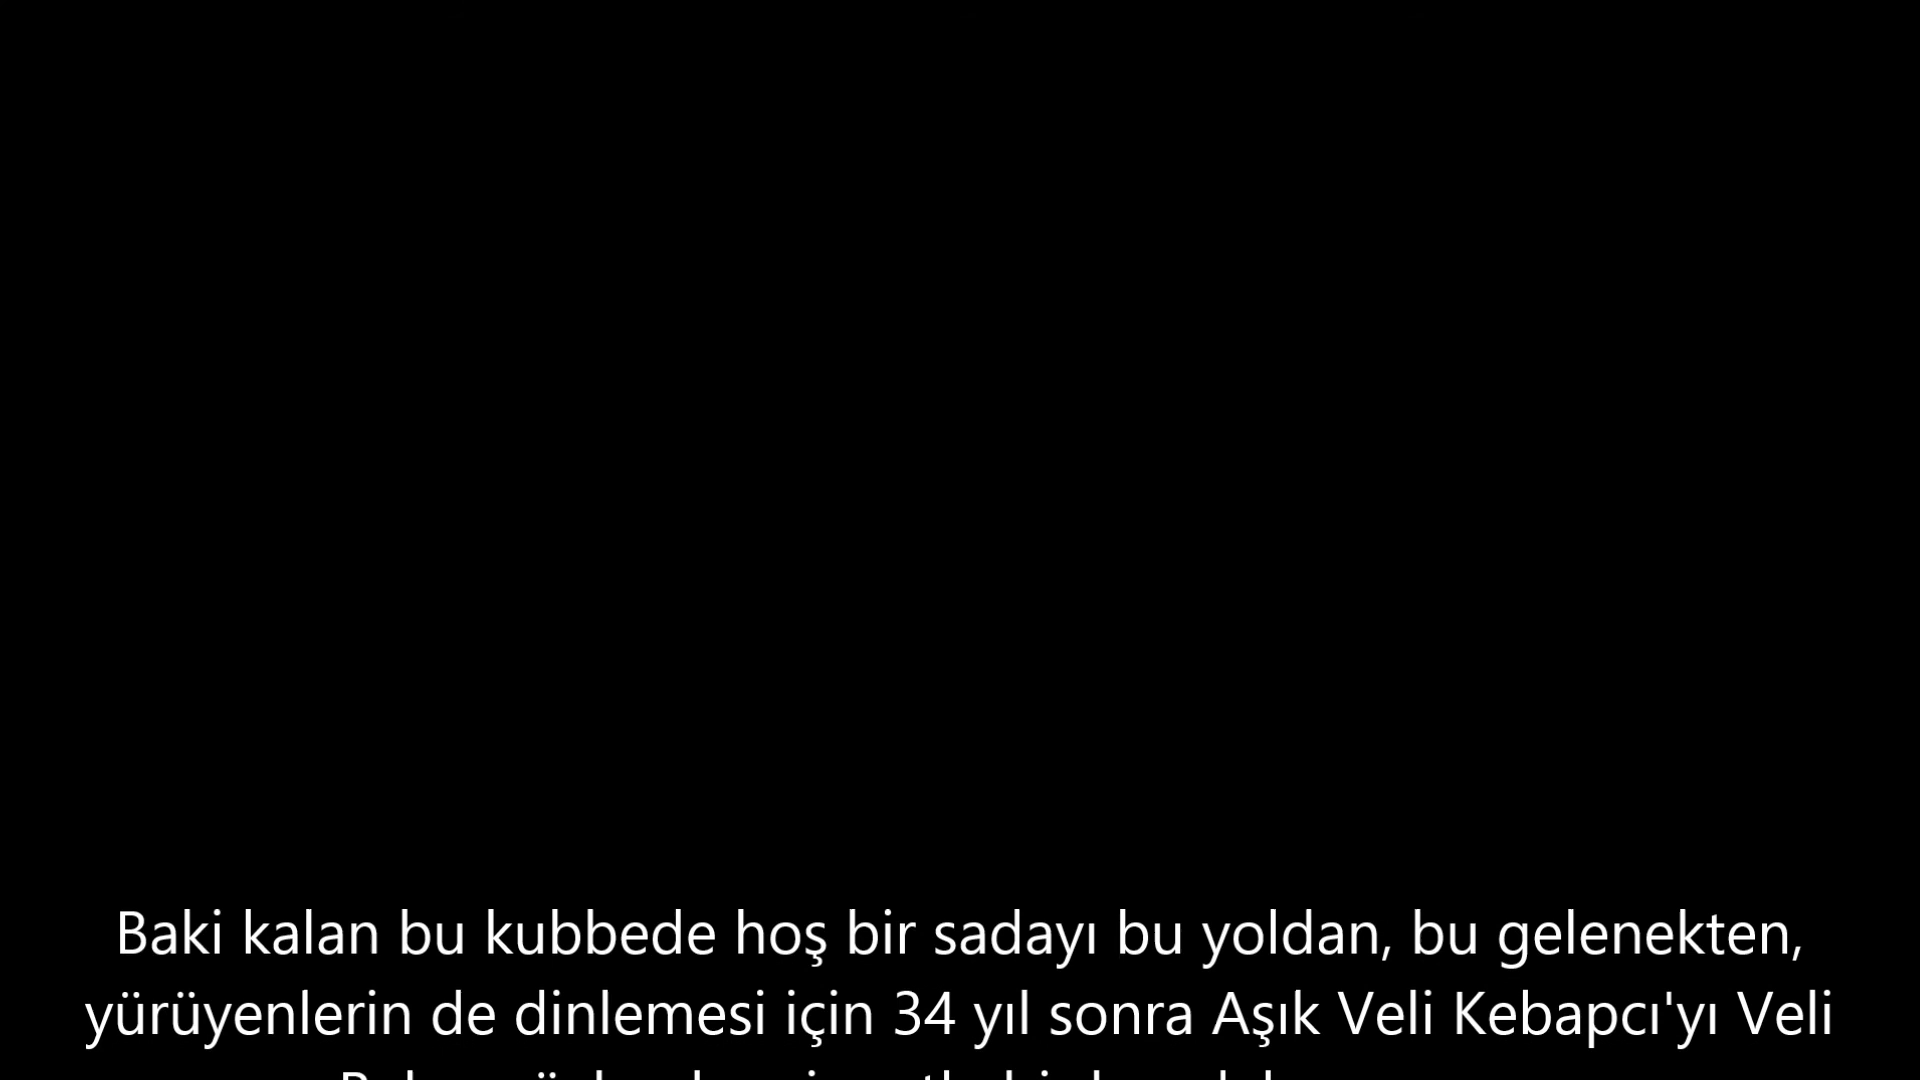 Baki kalan bu kubbede hoş bir sadayı bu yoldan, bu gelenekten,
yürüyenlerin de dinlemesi için 34 yıl sonra Aşık Veli Kebapcı'yı Veli